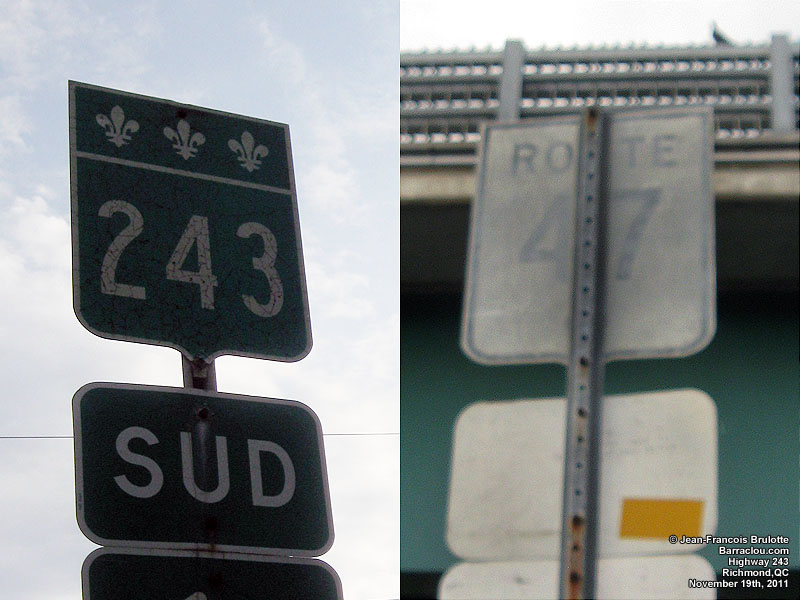 243
SUD
ROUTE
47
© Jean-Francois Brulotte
Barraclou.com
Highway 243
Richmond,QC
November 19th, 2011